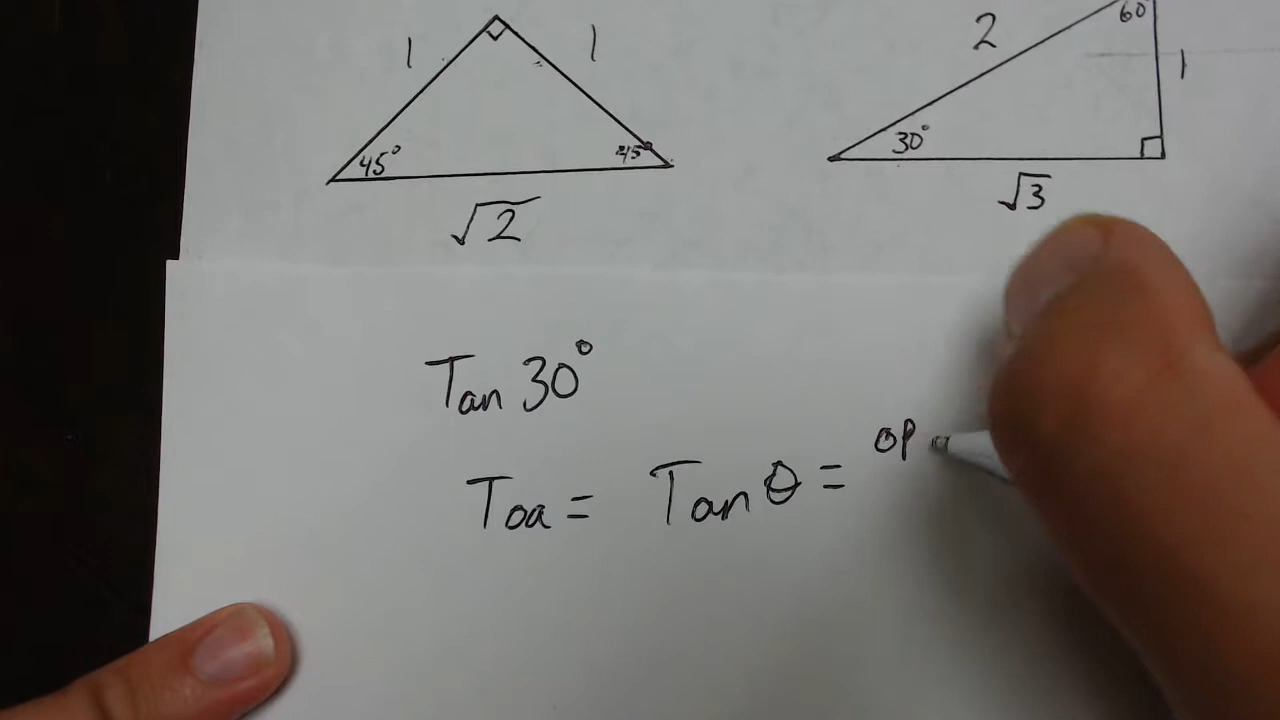 1 1
45° 45°
√2
2 60 1
30°
√3
Tan 30°
Toa = Tan θ = op